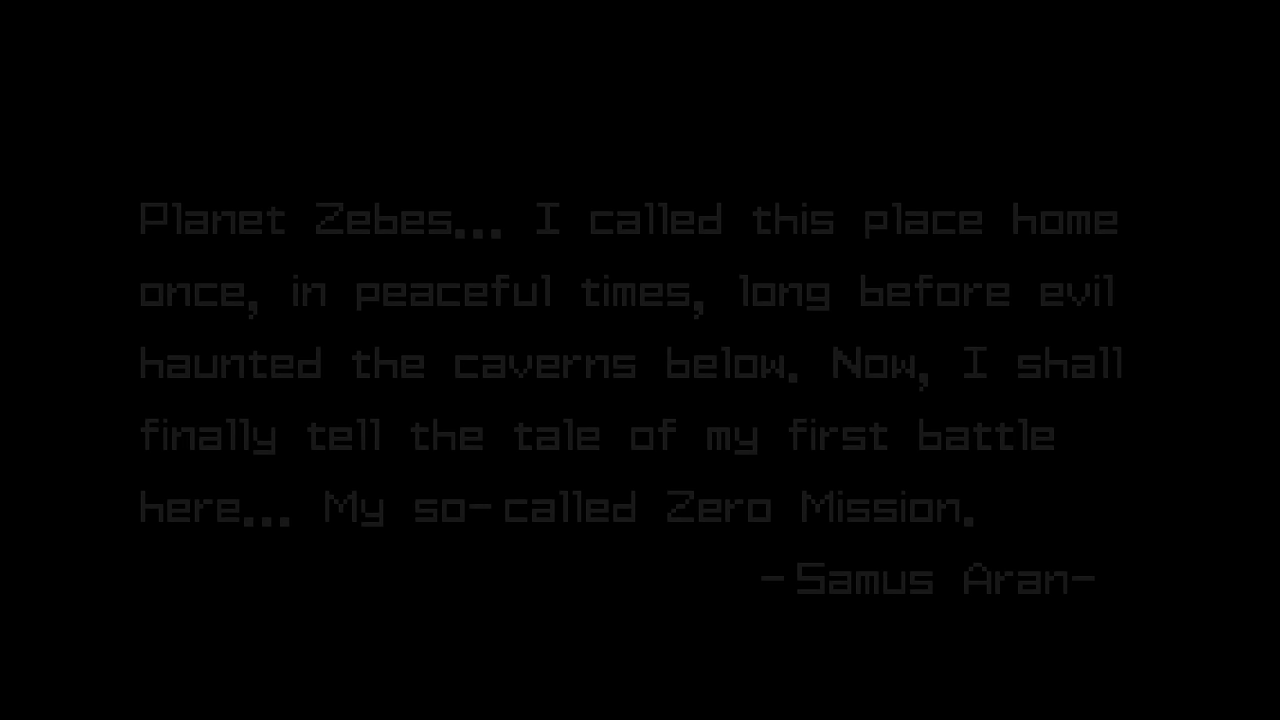 Planet Zebes... I called this place home
once, in peaceful times, long before evil
haunted the caverns below. Now, I shall
finally tell the tale of my first battle
here... My so-called Zero Mission.
-Samus Aran-